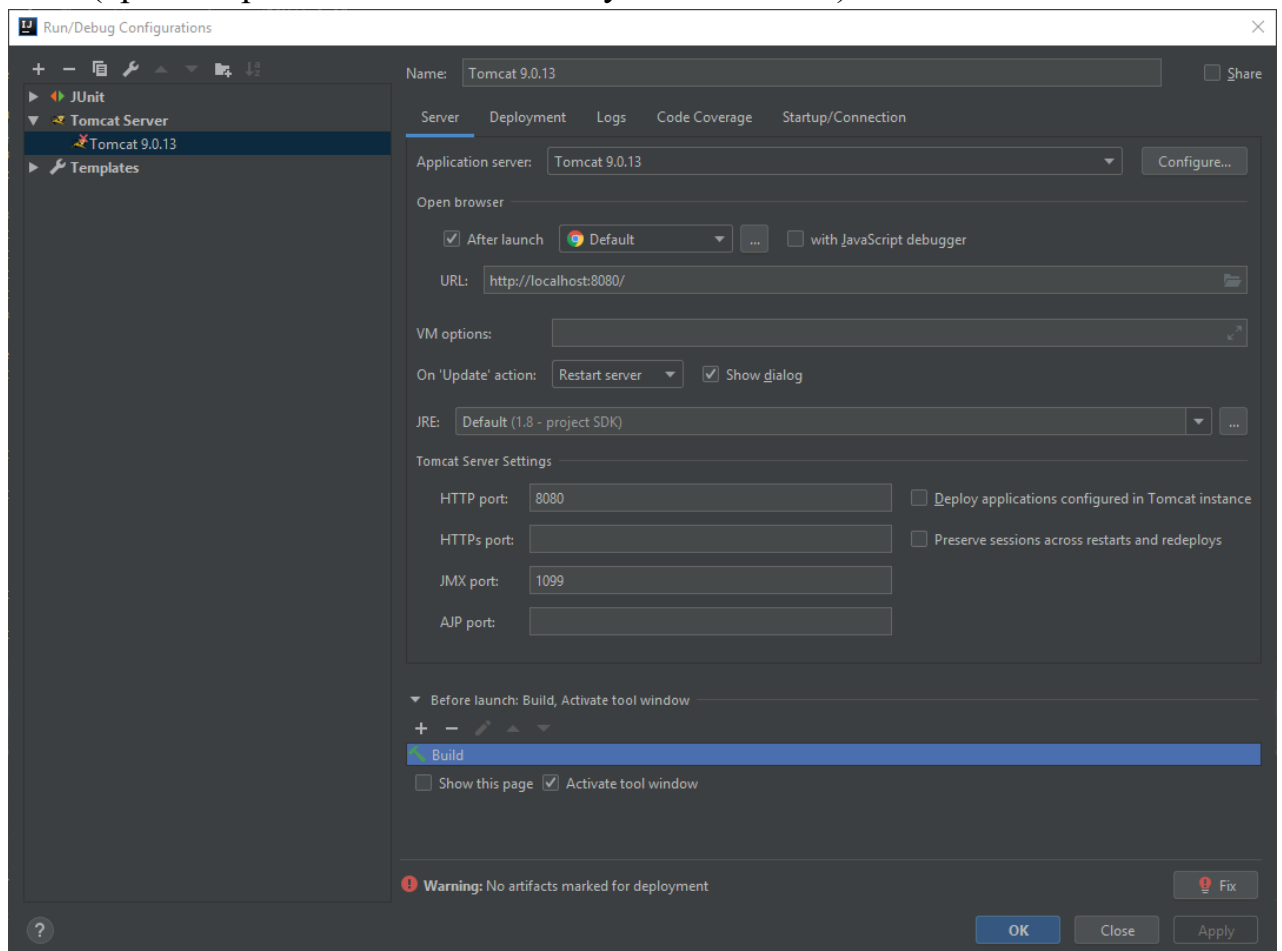 Run/Debug Configurations
Name: Tomcat 9.0.13
Share
JUnit
Tomcat Server
Tomcat 9.0.13
Templates
Server Deployment Logs Code Coverage Startup/Connection
Application server: Tomcat 9.0.13 Configure...
Open browser
After launch Default ... with JavaScript debugger
URL: http://localhost:8080/
VM options:
On 'Update' action: Restart server Show dialog
JRE: Default (1.8 - project SDK) ...
Tomcat Server Settings
HTTP port: 8080 Deploy applications configured in Tomcat instance
HTTPs port: Preserve sessions across restarts and redeploys
JMX port: 1099
AJP port:
Before launch: Build, Activate tool window
Build
Show this page Activate tool window
Warning: No artifacts marked for deployment Fix
? OK Close Apply